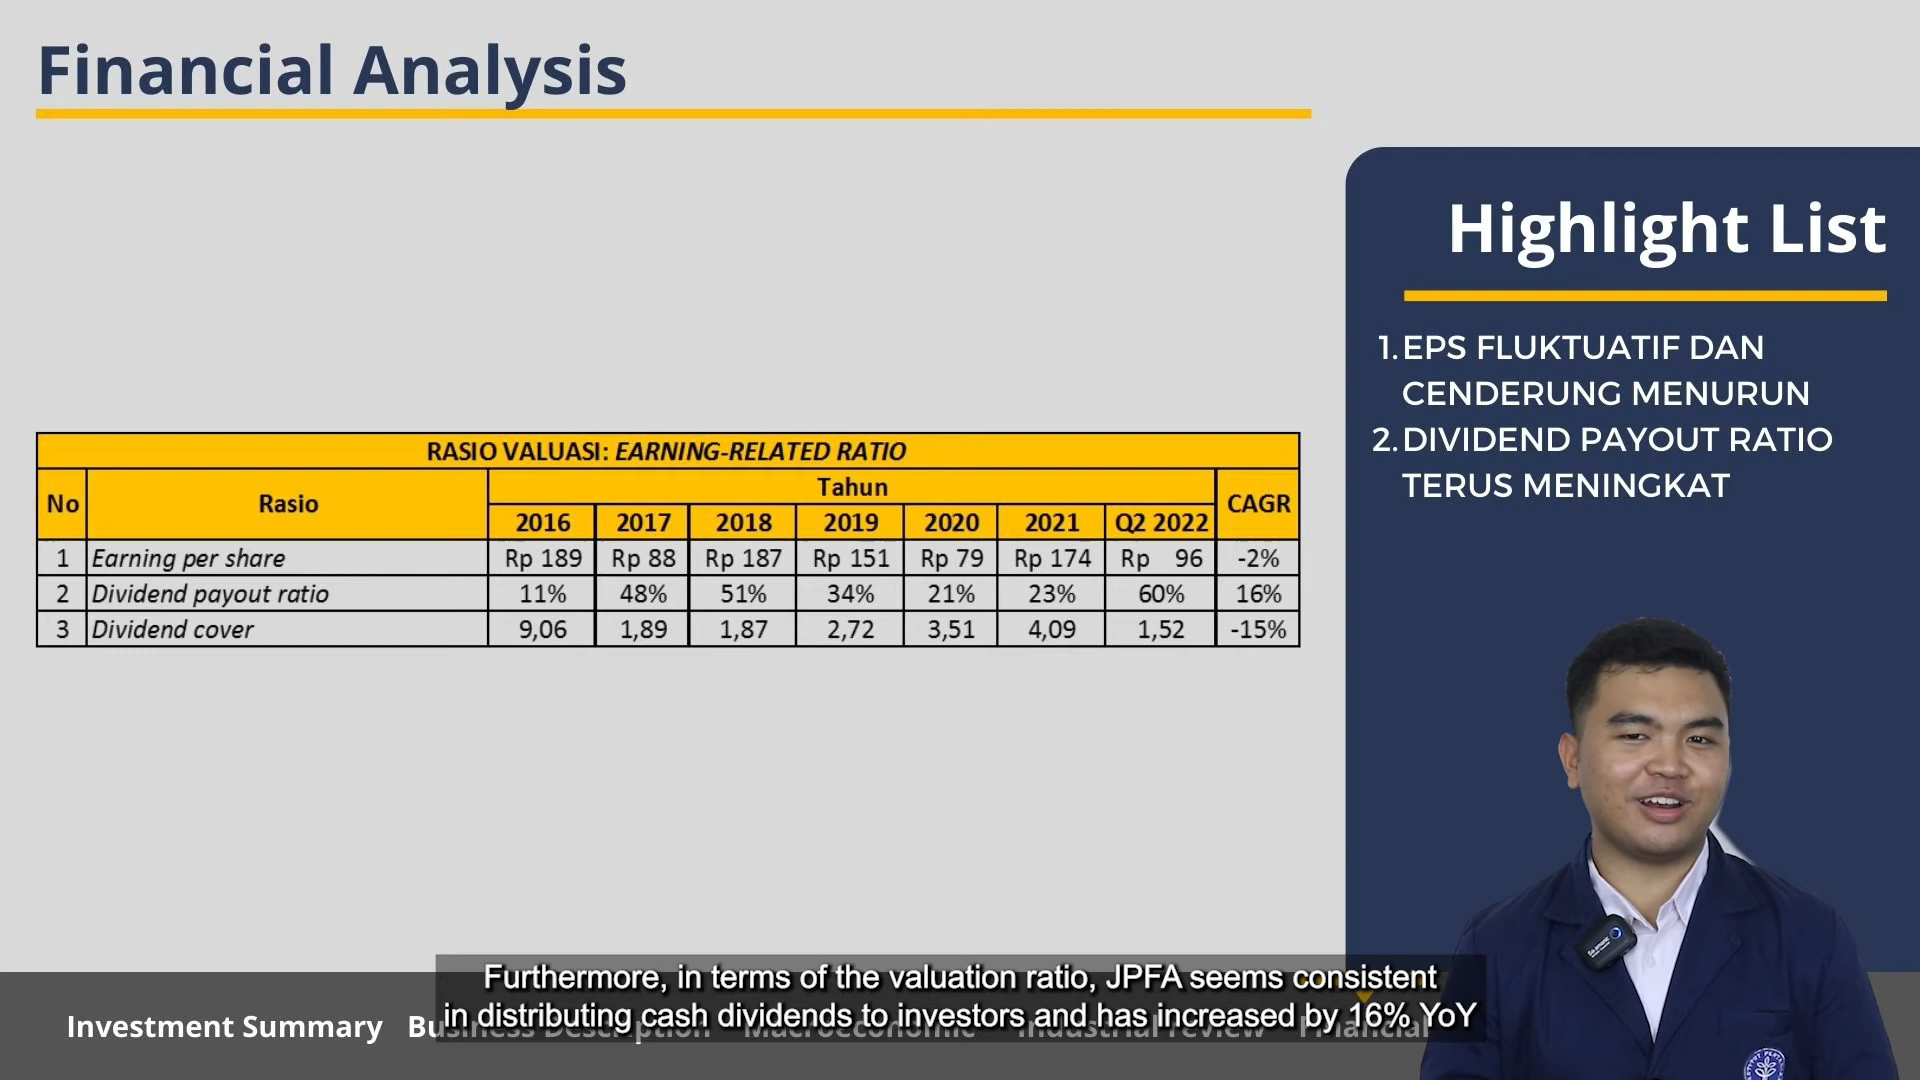 Financial Analysis
Highlight List
1. EPS FLUKTUATIF DAN
CENDERUNG MENURUN
2. DIVIDEND PAYOUT RATIO
TERUS MENINGKAT
RASIO VALUASI: EARNING-RELATED RATIO
No Rasio Tahun CAGR
2016 2017 2018 2019 2020 2021 Q2 2022
1 Earning per share Rp 189 Rp 88 Rp 187 Rp 151 Rp 79 Rp 174 Rp 96 -2%
2 Dividend payout ratio 11% 48% 51% 34% 21% 23% 60% 16%
3 Dividend cover 9,06 1,89 1,87 2,72 3,51 4,09 1,52 -15%
Furthermore, in terms of the valuation ratio, JPFA seems consistent
in distributing cash dividends to investors and has increased by 16% YoY
Investment Summary Business Description Macroeconomic Industrial review Financial